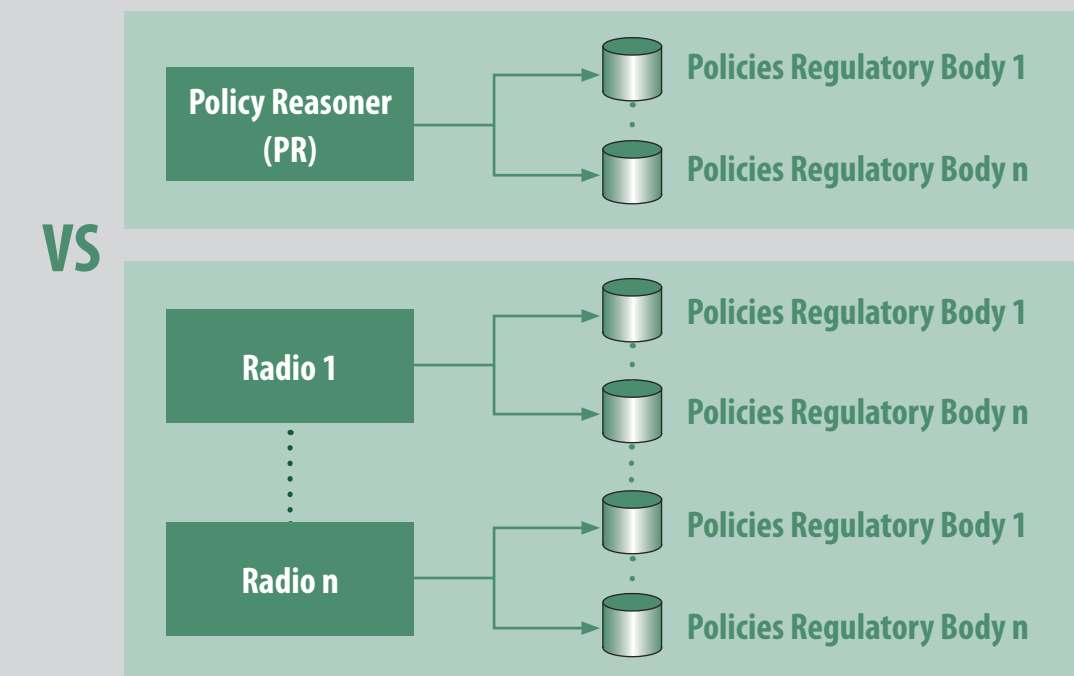 Policy Reasoner
(PR)
Policies Regulatory Body 1
Policies Regulatory Body n
VS
Radio 1
Policies Regulatory Body 1
Policies Regulatory Body n
Radio n
Policies Regulatory Body 1
Policies Regulatory Body n